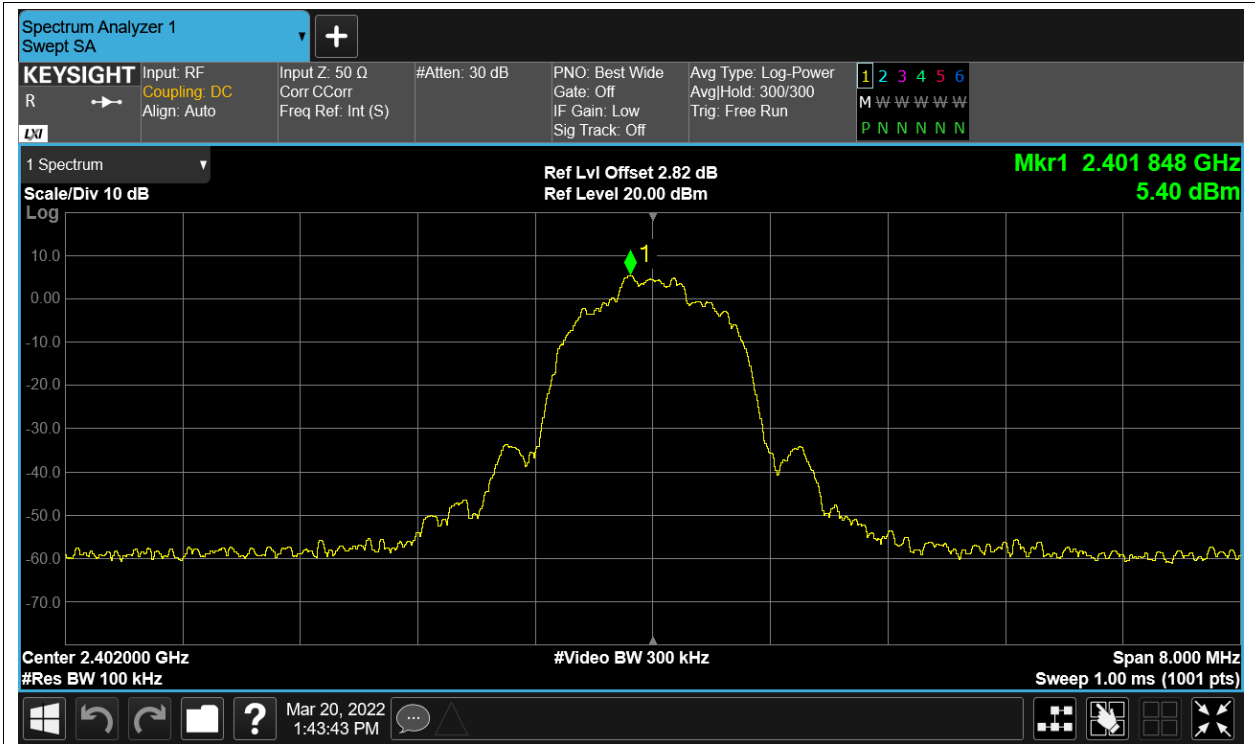 Spectrum Analyzer 1
Swept SA
KEYSIGHT
R
LXI
Input: RF
Coupling: DC
Align: Auto
Input Z: 50 Ω
Corr CCorr
Freq Ref: Int (S)
#Atten: 30 dB
PNO: Best Wide
Gate: Off
IF Gain: Low
Sig Track: Off
Avg Type: Log-Power
Avg|Hold: 300/300
Trig: Free Run
1 2 3 4 5 6
M W W W W W
P N N N N N
1 Spectrum
Scale/Div 10 dB
Log
Ref Lvl Offset 2.82 dB
Ref Level 20.00 dBm
Mkr1 2.401 848 GHz
5.40 dBm
1
10.0
0.00
-10.0
-20.0
-30.0
-40.0
-50.0
-60.0
-70.0
Center 2.402000 GHz
#Res BW 100 kHz
#Video BW 300 kHz
Span 8.000 MHz
Sweep 1.00 ms (1001 pts)
?
Mar 20, 2022
1:43:43 PM